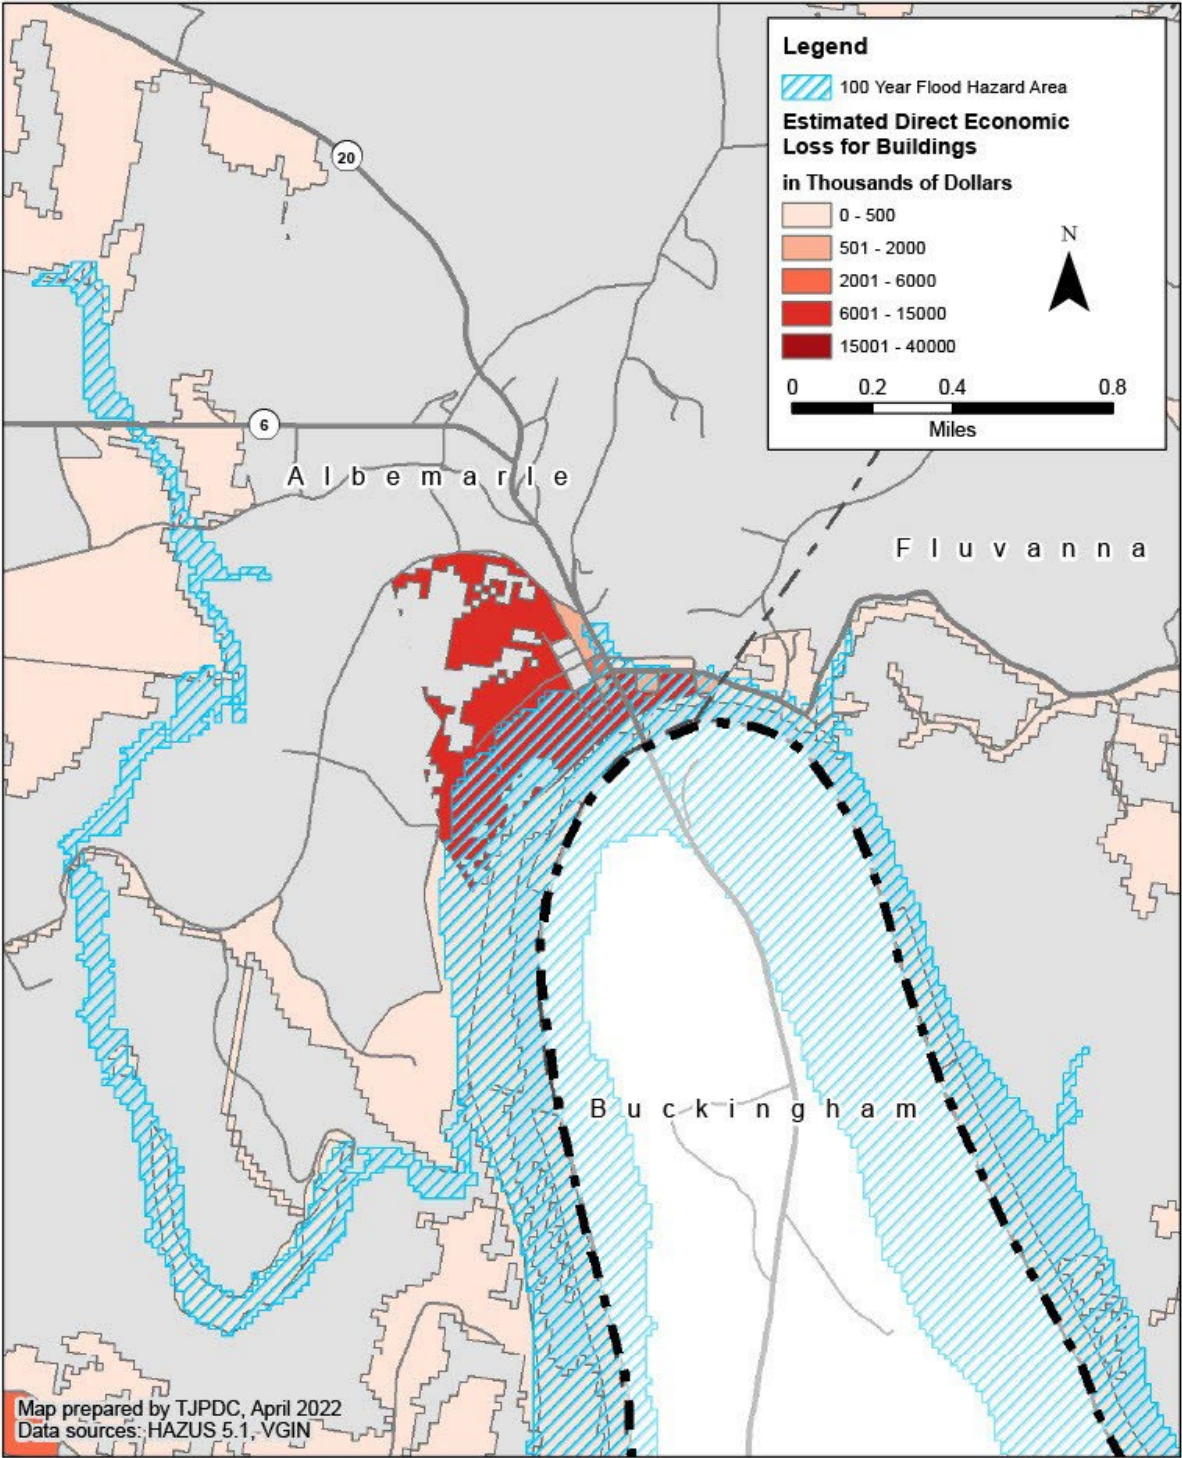 Legend
100 Year Flood Hazard Area
Estimated Direct Economic
Loss for Buildings
in Thousands of Dollars
0 - 500
501 - 2000
2001 - 6000
6001 - 15000
15001 - 40000
N
0 0.2 0.4 0.8
Miles
20
6
Albemarle
Fluvanna
Buckingham
Map prepared by TJPDC, April 2022
Data sources: HAZUS 5.1, VGIN